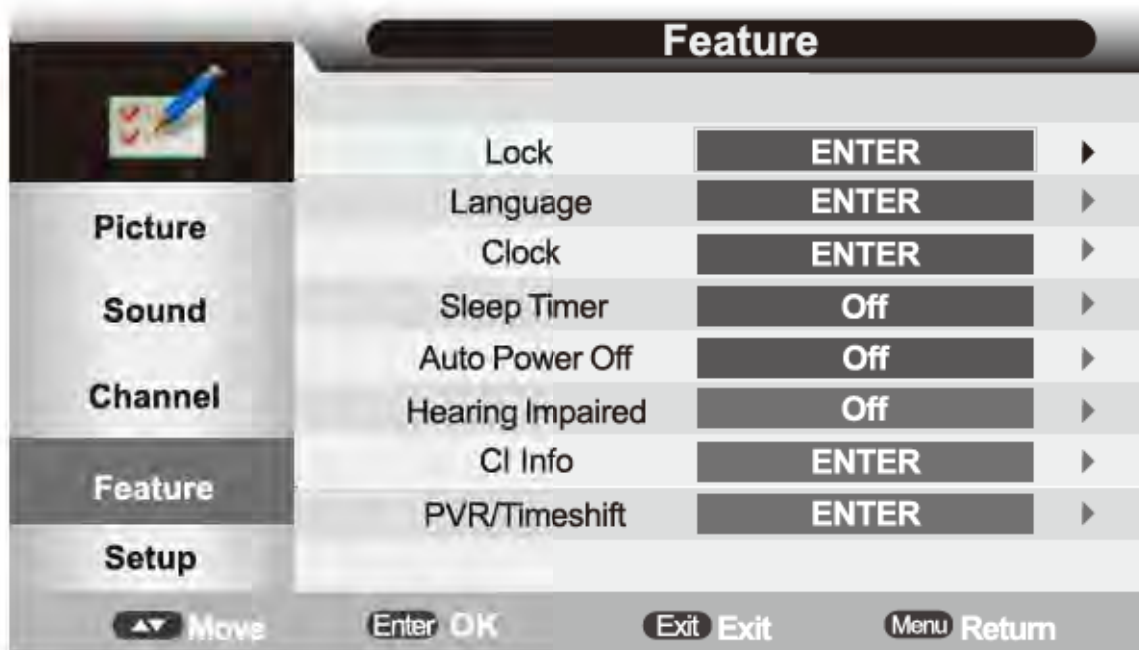 Feature
Picture
Sound
Channel
Feature
Setup
Lock ENTER
Language ENTER
Clock ENTER
Sleep Timer Off
Auto Power Off Off
Hearing Impaired Off
CI Info ENTER
PVR/Timeshift ENTER
Move Enter OK Exit Exit Menu Return